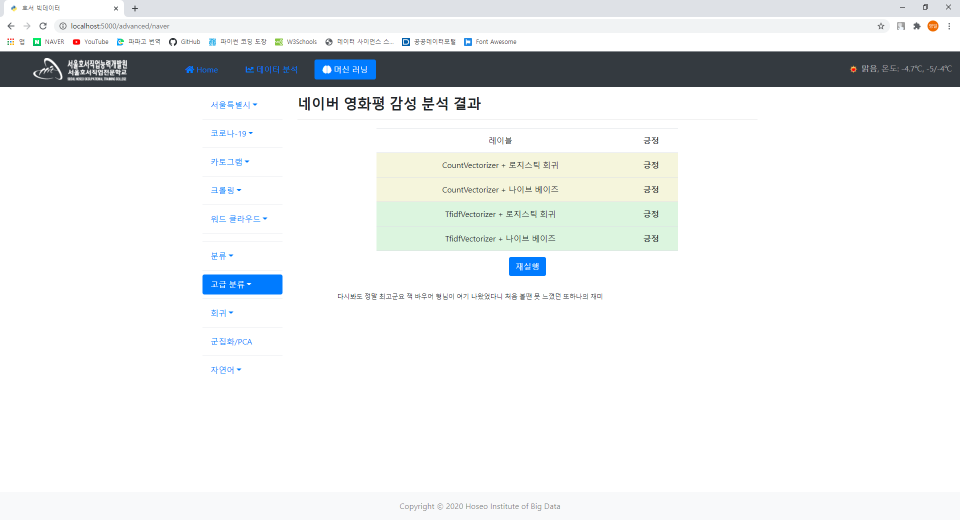 호서 빅데이터
localhost:5000/advanced/naver
앱 NAVER YouTube 파파고 번역 GitHub 파이썬 코딩 도장 W3Schools 데이터 사이언스 스... 공공데이터포털 Font Awesome
서울호서직업능력개발원
서울호서직업전문학교
Home 데이터 분석 머신 러닝 맑음, 온도: -4.7℃, -5/-4℃
서울특별시
코로나-19
카토그램
크롤링
워드 클라우드
분류
고급 분류
회귀
군집화/PCA
자연어
네이버 영화평 감성 분석 결과
레이블 긍정
CountVectorizer + 로지스틱 회귀 긍정
CountVectorizer + 나이브 베이즈 긍정
TfidfVectorizer + 로지스틱 회귀 긍정
TfidfVectorizer + 나이브 베이즈 긍정
재실행
다시봐도 정말 최고군요 잭 바우어 형님이 여기 나왔었다니 처음 볼땐 못 느꼈던 또하나의 재미
Copyright © 2020 Hoseo Institute of Big Data